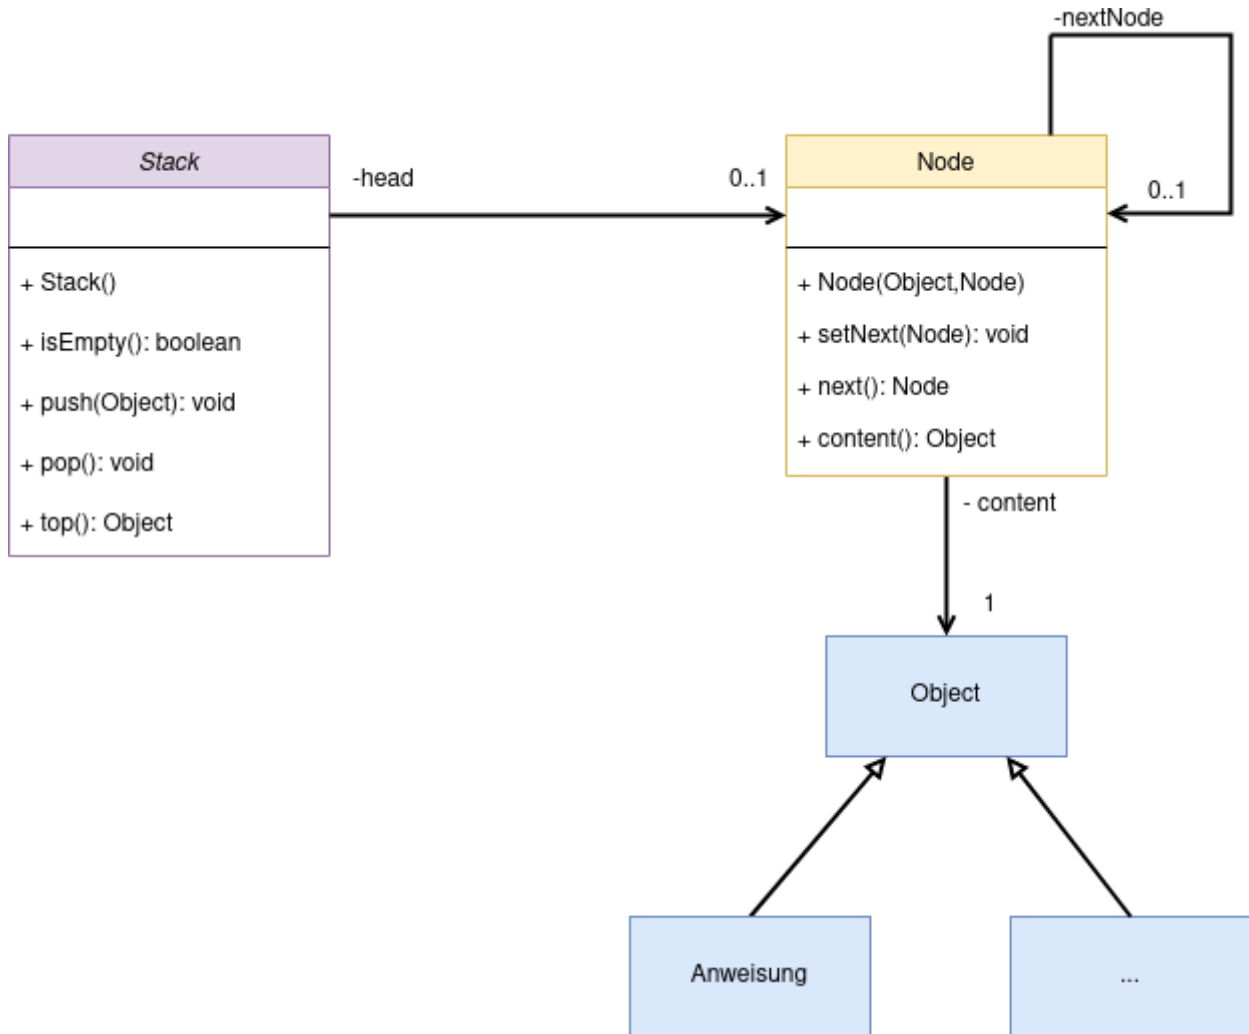 -nextNode
0..1
Stack
-head
0..1
Node
+ Stack()
+ isEmpty(): boolean
+ push(Object): void
+ pop(): void
+ top(): Object
+ Node(Object,Node)
+ setNext(Node): void
+ next(): Node
+ content(): Object
- content
1
Object
Anweisung
...